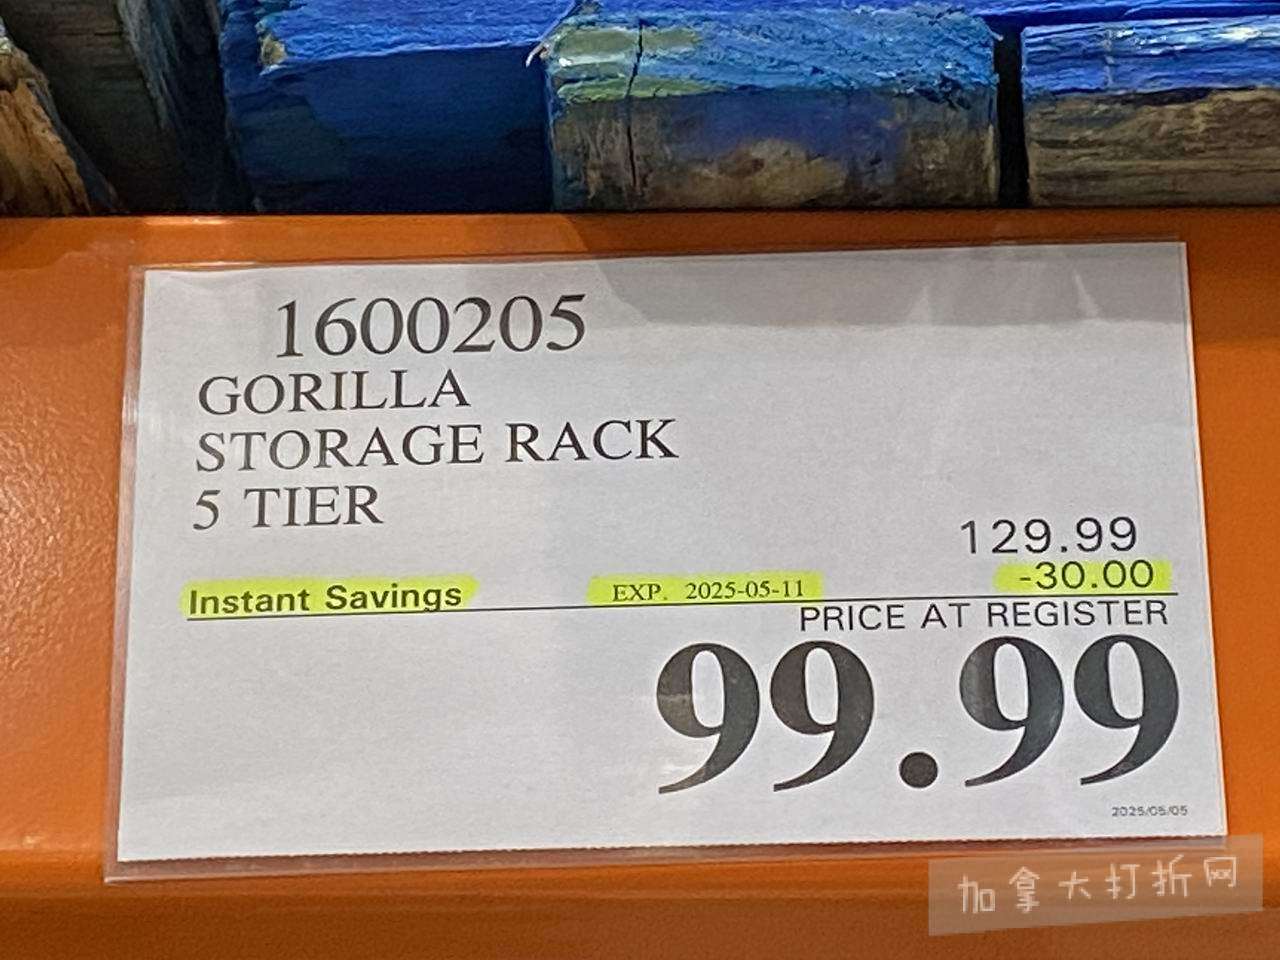 1600205
GORILLA
STORAGE RACK
5 TIER
129.99
Instant Savings EXP. 2025-05-11 -30.00
PRICE AT REGISTER
99.99
2025/05/05
加拿大打折网